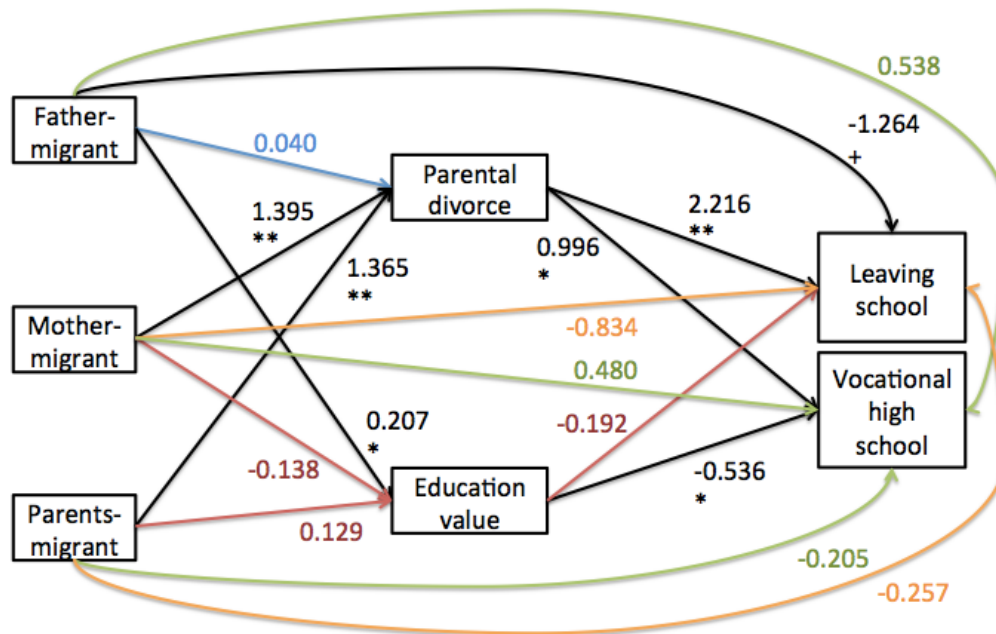 0.538
Father-
migrant
-1.264
+
0.040
Parental
divorce
1.395
**
2.216
**
0.996
*
1.365
**
Leaving
school
Mother-
migrant
-0.834
0.480
Vocational
high
school
0.207
*
-0.192
-0.138
-0.536
*
Education
value
Parents-
migrant
0.129
-0.205
-0.257